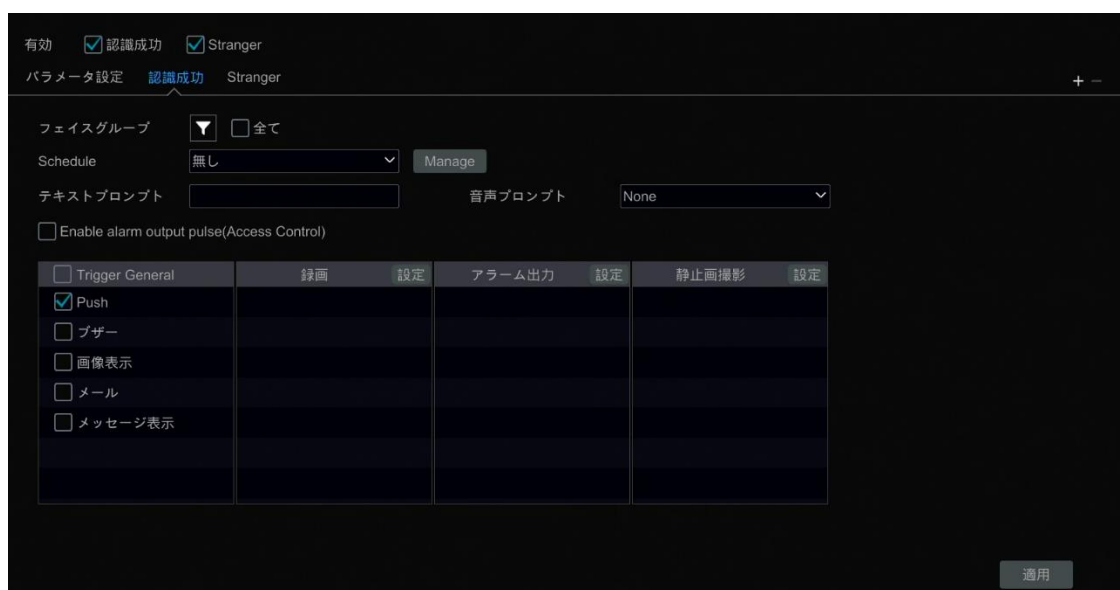 有効 認識成功 Stranger
パラメータ設定 認識成功 Stranger + −
フェイスグループ 全て
Schedule 無し Manage
テキストプロンプト 音声プロンプト None
Enable alarm output pulse(Access Control)
Trigger General 録画 設定 アラーム出力 設定 静止画撮影 設定
Push
ブザー
画像表示
メール
メッセージ表示
適用